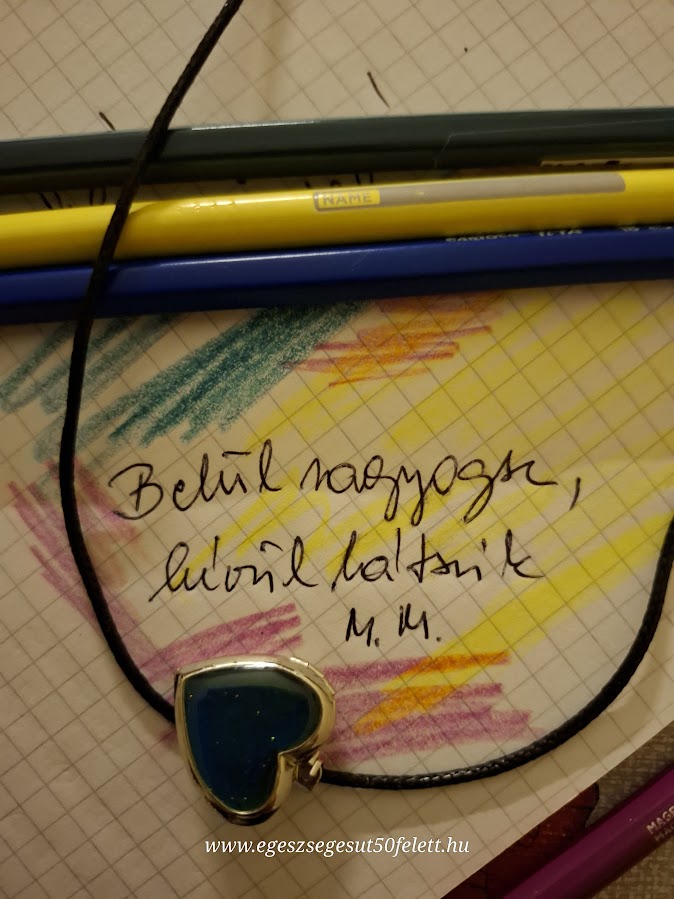 NAME
Belül ragyogsz,
kívül látszik
M. M.
www.egeszsegesut50felett.hu